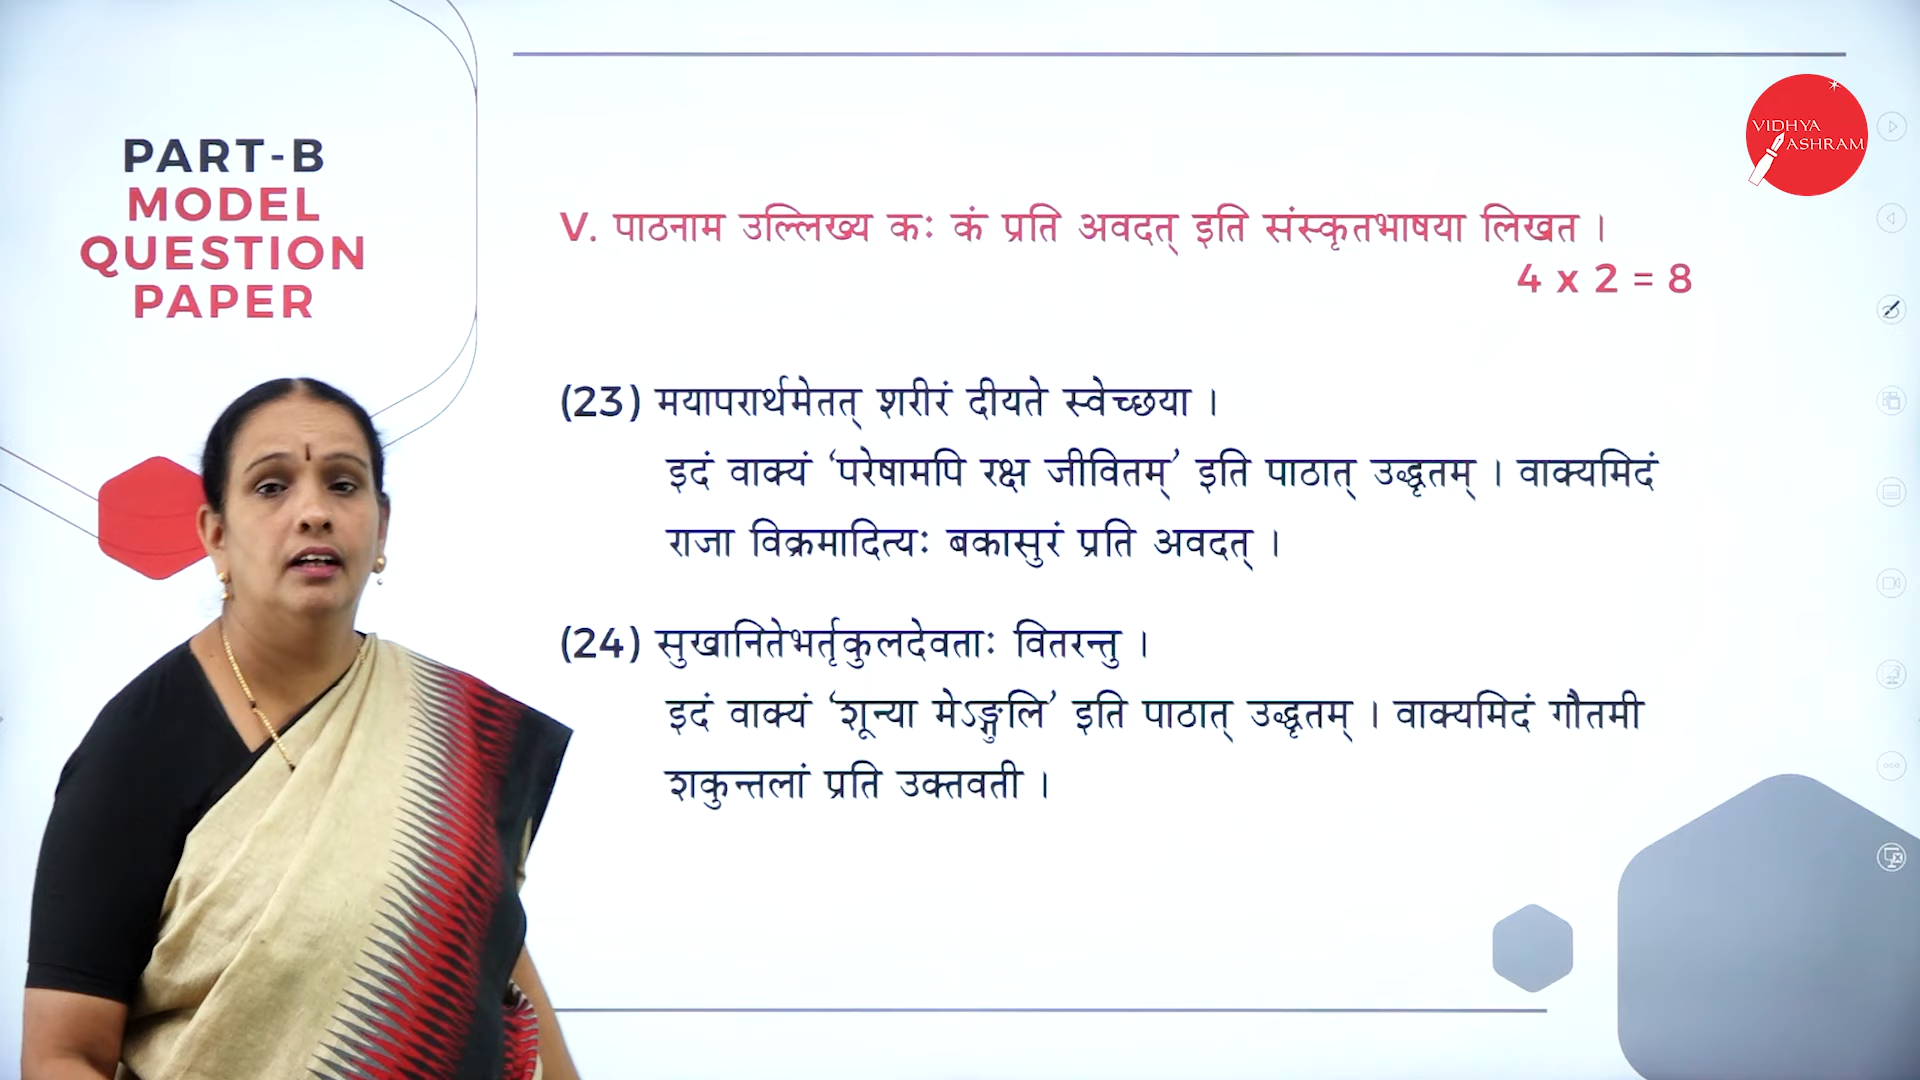 PART-B
MODEL
QUESTION
PAPER
VIDHYA
ASHRAM
V. पाठनाम उल्लिख्य कः कं प्रति अवदत् इति संस्कृतभाषया लिखत ।
4 x 2 = 8
(23) मयापरार्थमेतत् शरीरं दीयते स्वेच्छया ।
इदं वाक्यं ‘परेषामपि रक्ष जीवितम्’ इति पाठात् उद्धृतम् । वाक्यमिदं
राजा विक्रमादित्यः बकासुरं प्रति अवदत् ।
(24) सुखानितेभर्तृकुलदेवताः वितरन्तु ।
इदं वाक्यं ‘शून्या मेऽङ्गुलि’ इति पाठात् उद्धृतम् । वाक्यमिदं गौतमी
शकुन्तलां प्रति उक्तवती ।